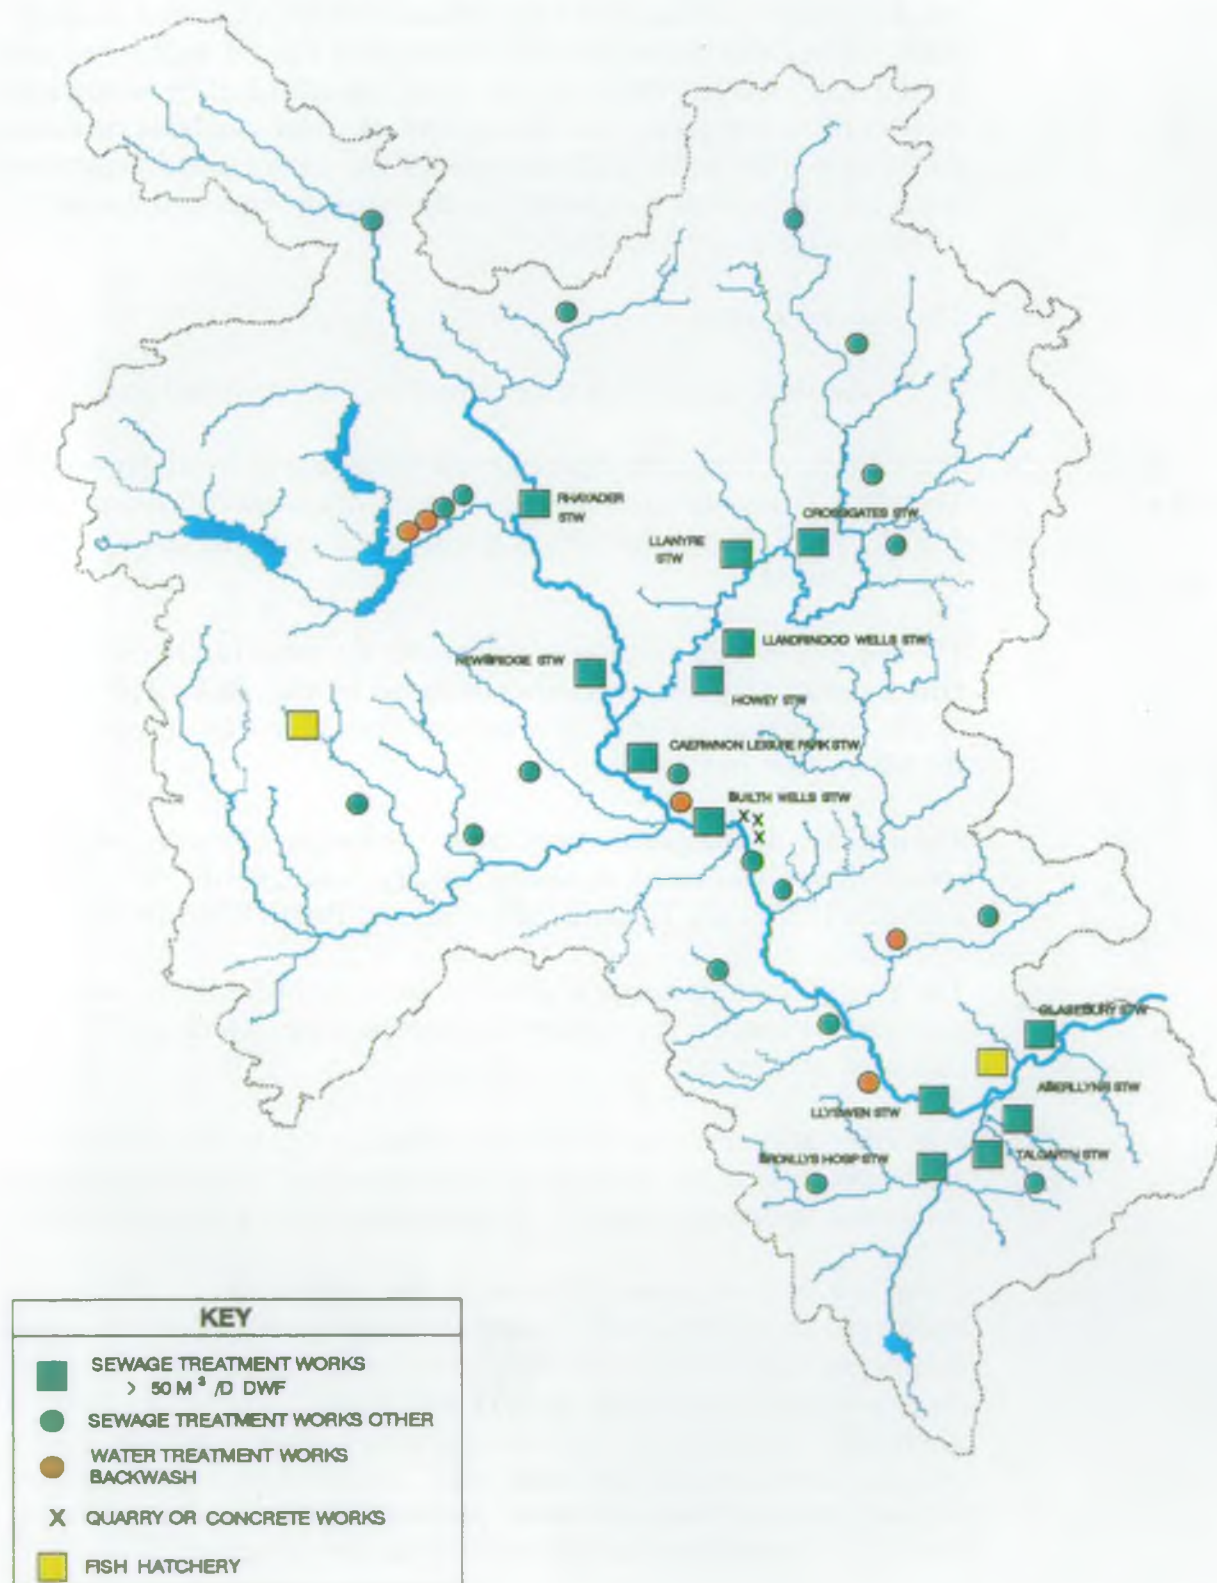 RHAYADER
STW
CROSSGATES STW
LLANYRE
STW
LLANDRINDOD WELLS STW
NEWBRIDGE STW
HOWEY STW
CAERWNON LEISURE PARK STW
BUILTH WELLS STW
X X
X
GLASBURY STW
ABERLLYNFI STW
LLYSWEN STW
BRONLLYS HOSP STW
TALGARTH STW
KEY
SEWAGE TREATMENT WORKS
> 50 M³ /D DWF
SEWAGE TREATMENT WORKS OTHER
WATER TREATMENT WORKS
BACKWASH
X QUARRY OR CONCRETE WORKS
FISH HATCHERY